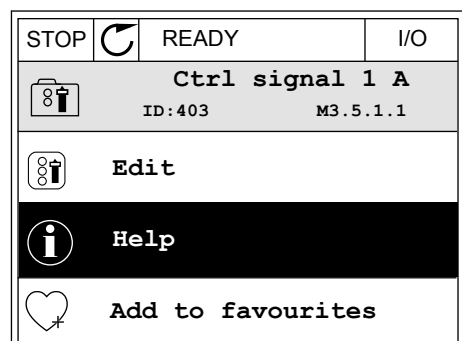 STOP READY I/O
Ctrl signal 1 A
ID:403 M3.5.1.1
Edit
Help
Add to favourites